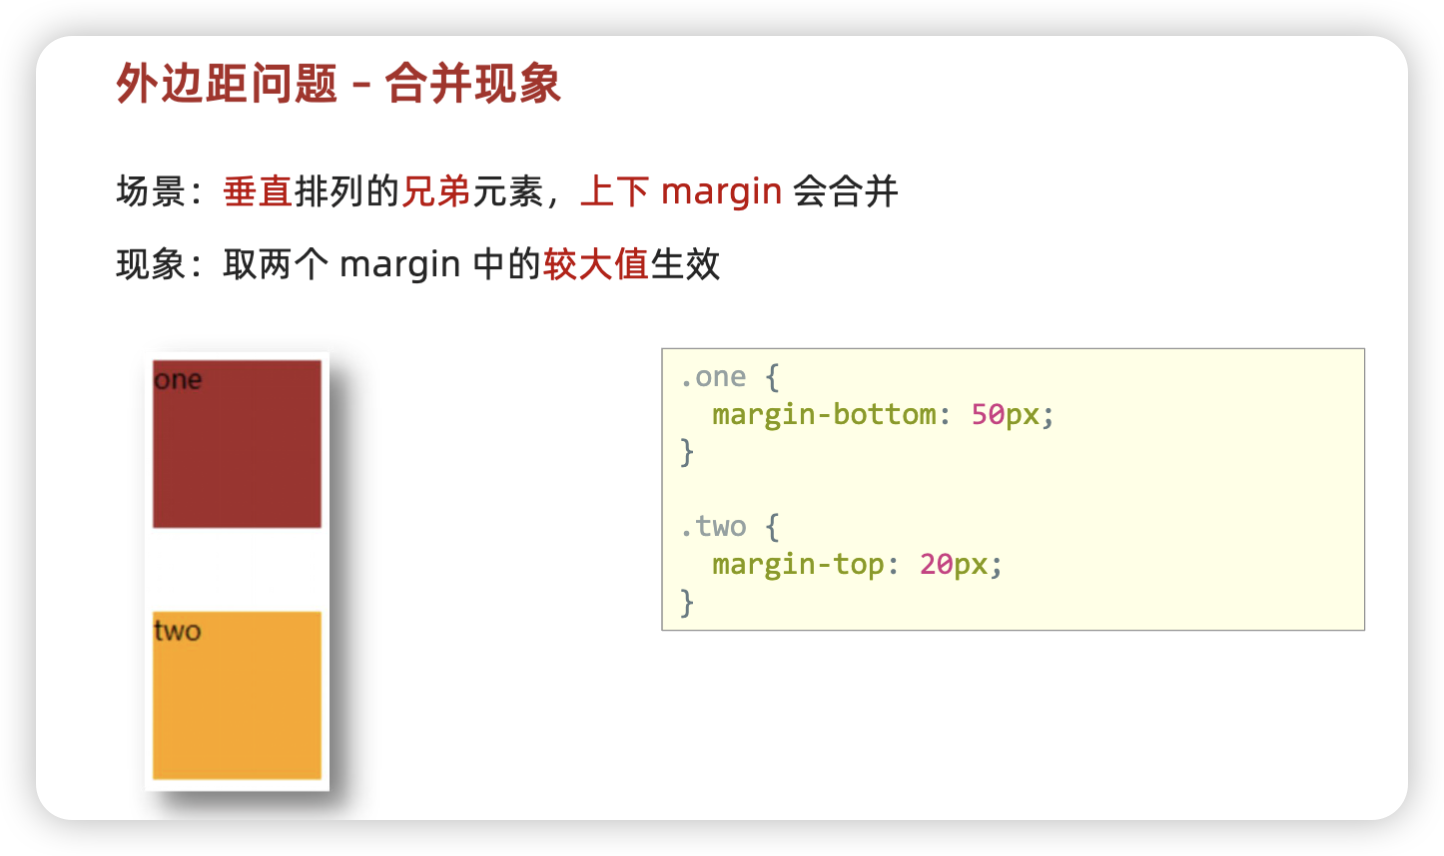 外边距问题 – 合并现象
场景：垂直排列的兄弟元素，上下 margin 会合并
现象：取两个 margin 中的较大值生效
one
two
.one {
  margin-bottom: 50px;
}
.two {
  margin-top: 20px;
}